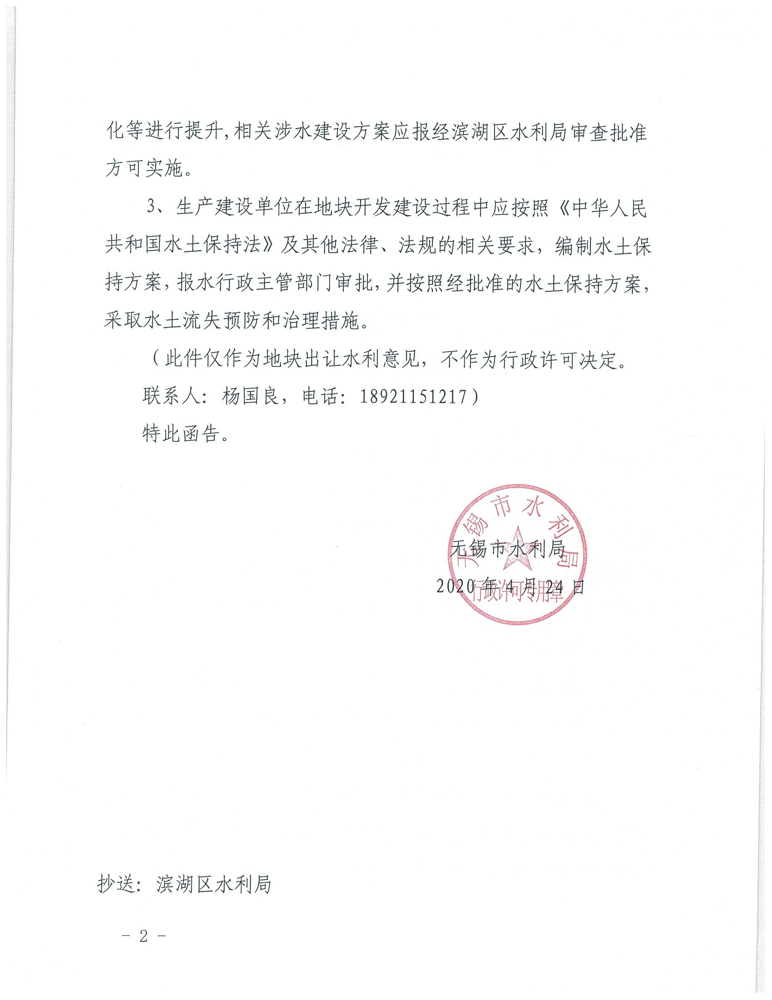 化等进行提升,相关涉水建设方案应报经滨湖区水利局审查批准
方可实施。
3、生产建设单位在地块开发建设过程中应按照《中华人民
共和国水土保持法》及其他法律、法规的相关要求，编制水土保
持方案,报水行政主管部门审批,并按照经批准的水土保持方案,
采取水土流失预防和治理措施。
（此件仅作为地块出让水利意见，不作为行政许可决定。
联系人：杨国良，电话：18921151217）
特此函告。
无锡市水利局
无锡市水利局
2020 年 4 月 24 日
行政许可专用章
抄送：滨湖区水利局
- 2 -